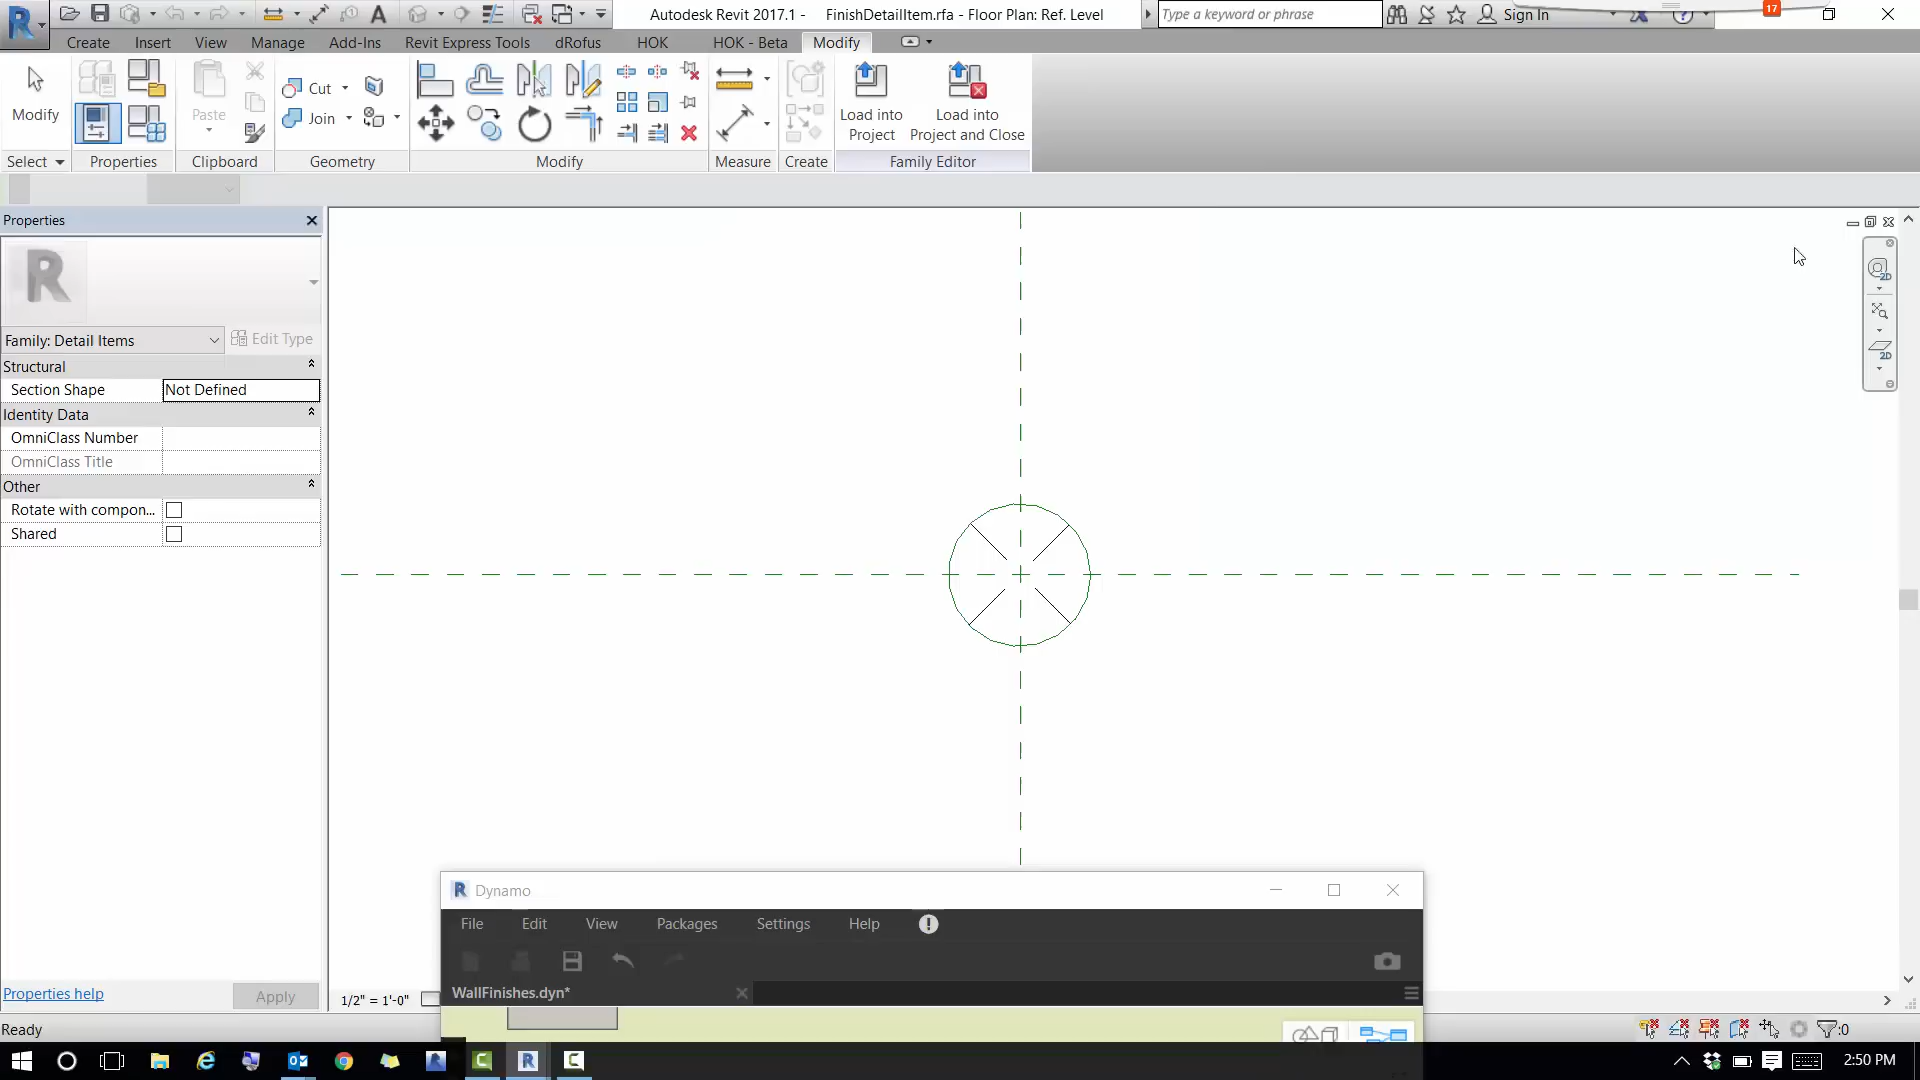 Autodesk Revit 2017.1 - FinishDetailItem.rfa - Floor Plan: Ref. Level
Type a keyword or phrase
Sign In
17
Create Insert View Manage Add-Ins Revit Express Tools dRofus HOK HOK - Beta Modify
Modify
Paste
Cut
Join
Load into Project
Load into Project and Close
Select Properties Clipboard Geometry Modify Measure Create Family Editor
Properties
R
Family: Detail Items
Edit Type
Structural
Section Shape Not Defined
Identity Data
OmniClass Number
OmniClass Title
Other
Rotate with compon...
Shared
2D
2D
Properties help
Apply
1/2" = 1'-0"
Ready
:0
R Dynamo
File Edit View Packages Settings Help
WallFinishes.dyn*
2:50 PM